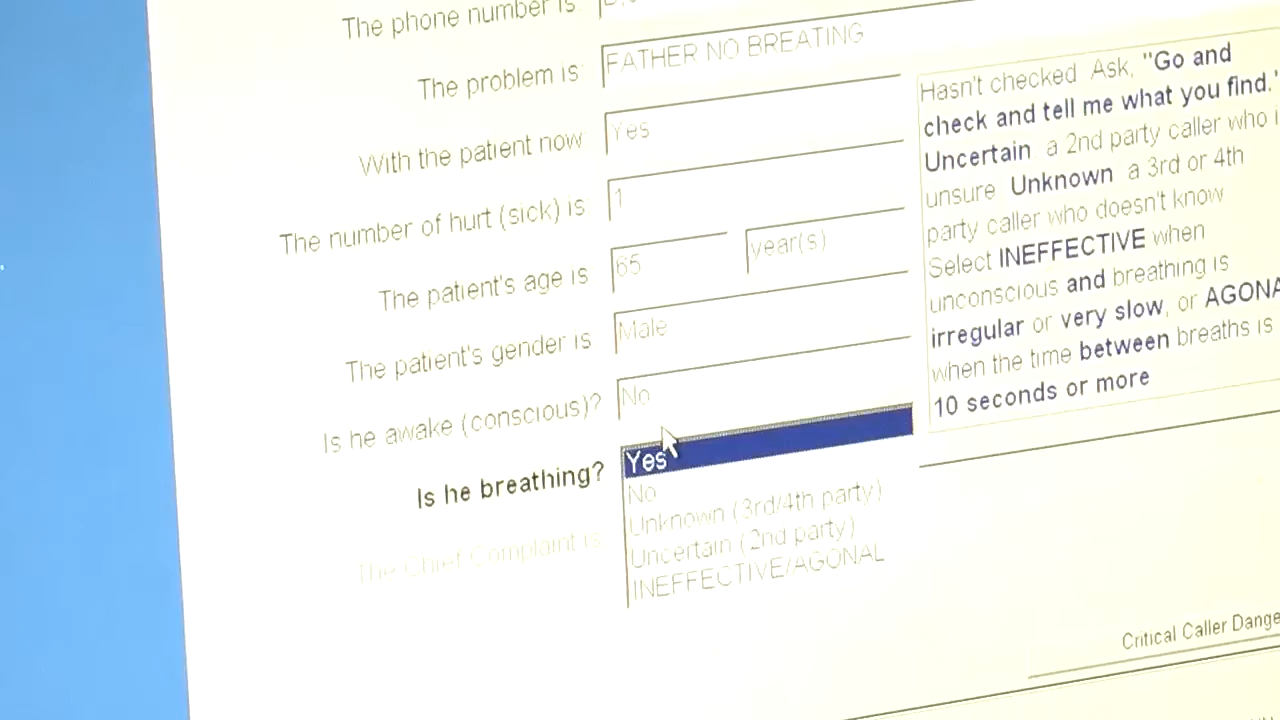 The phone number is
The problem is
FATHER NO BREATING
With the patient now
Yes
The number of hurt (sick) is
1
The patient's age is
65
year(s)
The patient's gender is
Male
Is he awake (conscious)?
No
Is he breathing?
Yes
No
Unknown (3rd/4th party)
Uncertain (2nd party)
INEFFECTIVE/AGONAL
The Chief Complaint is
Hasn't checked Ask, "Go and
check and tell me what you find."
Uncertain a 2nd party caller who i
unsure Unknown a 3rd or 4th
party caller who doesn't know
Select INEFFECTIVE when
unconscious and breathing is
irregular or very slow, or AGONA
when the time between breaths is
10 seconds or more
Critical Caller Dange